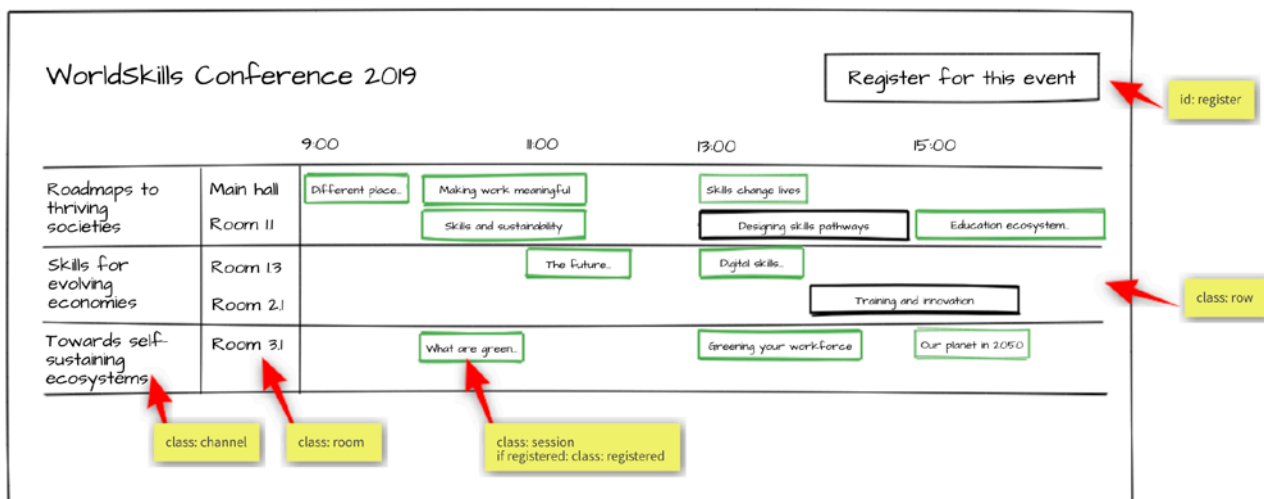 WorldSkills Conference 2019
Register for this event
id: register
9:00 11:00 13:00 15:00
Roadmaps to
thriving
societies
Main hall
Different place...
Making work meaningful
Skills change lives
Room 11
Skills and sustainability
Designing skills pathways
Education ecosystem...
Skills for
evolving
economies
Room 13
The future...
Digital skills...
Room 21
Training and innovation
class: row
Towards self-
sustaining
ecosystems
Room 3.1
What are green...
Greening your workforce
Our planet in 2050
class: channel
class: room
class: session
if registered: class: registered